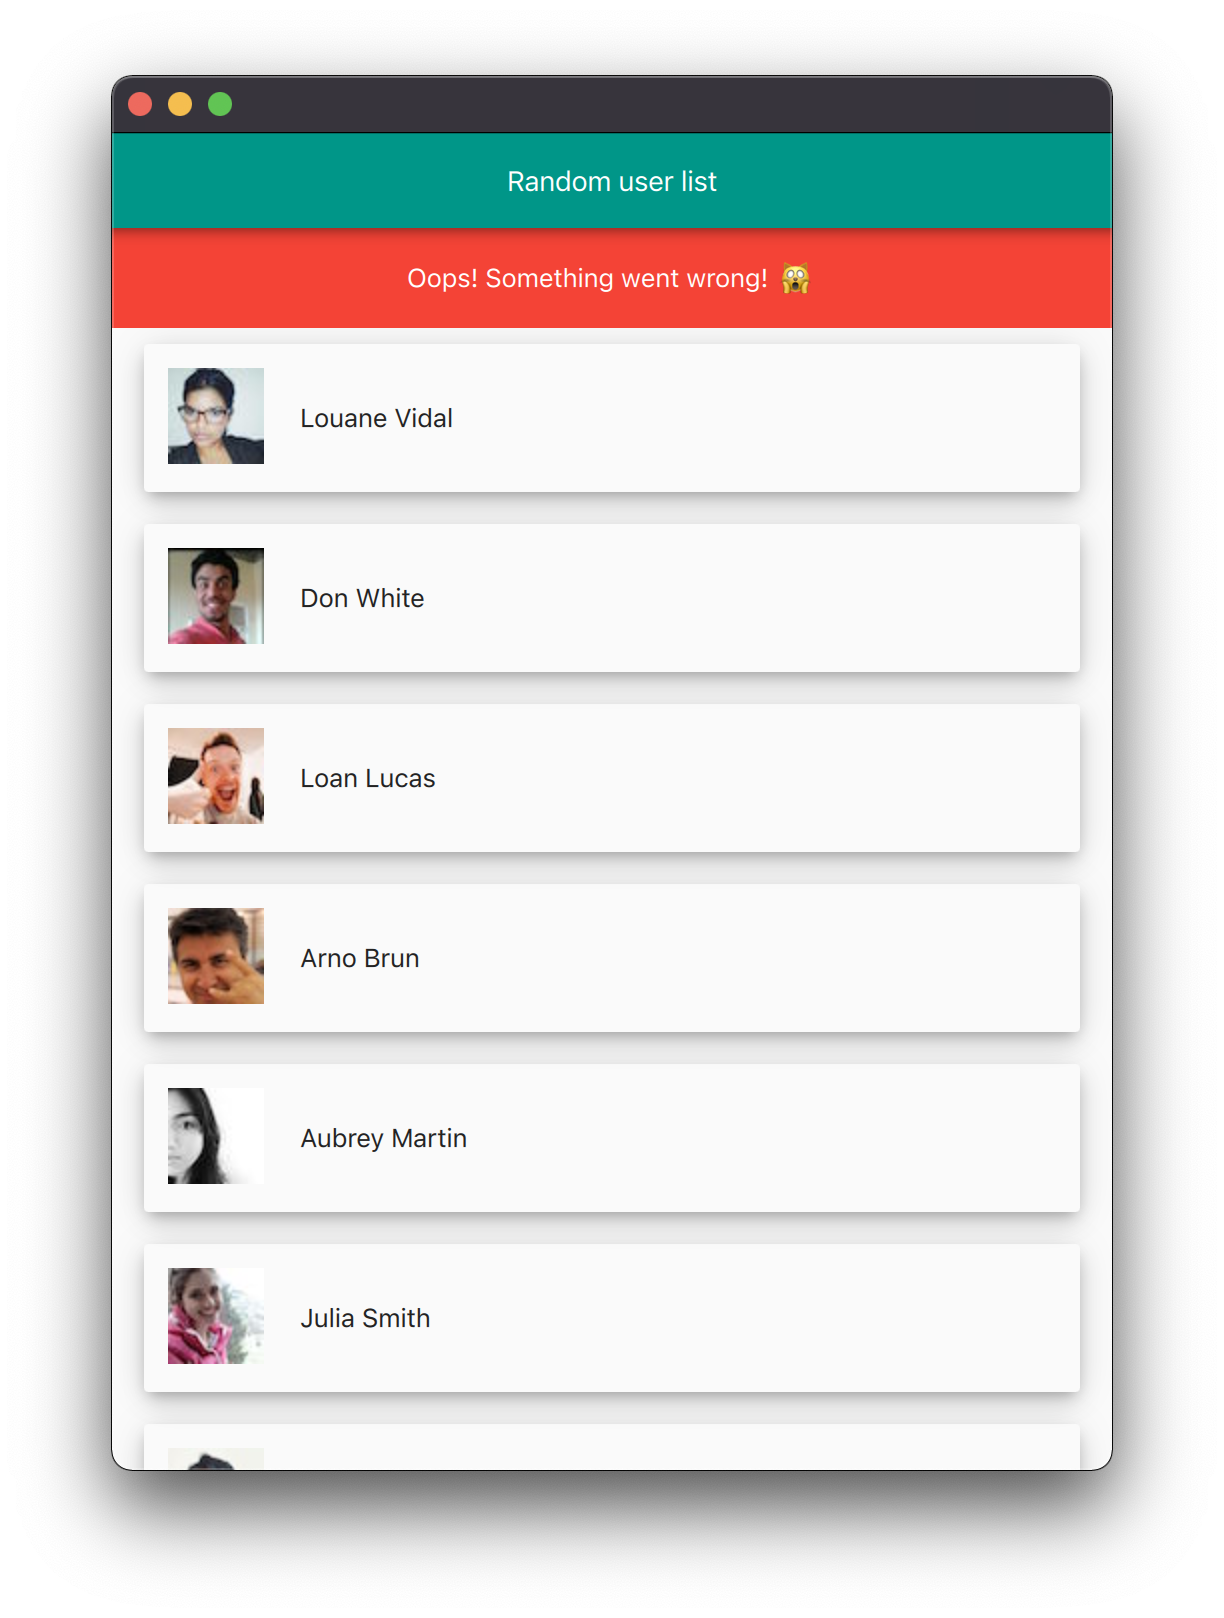 Random user list
Oops! Something went wrong! 🙀
Louane Vidal
Don White
Loan Lucas
Arno Brun
Aubrey Martin
Julia Smith